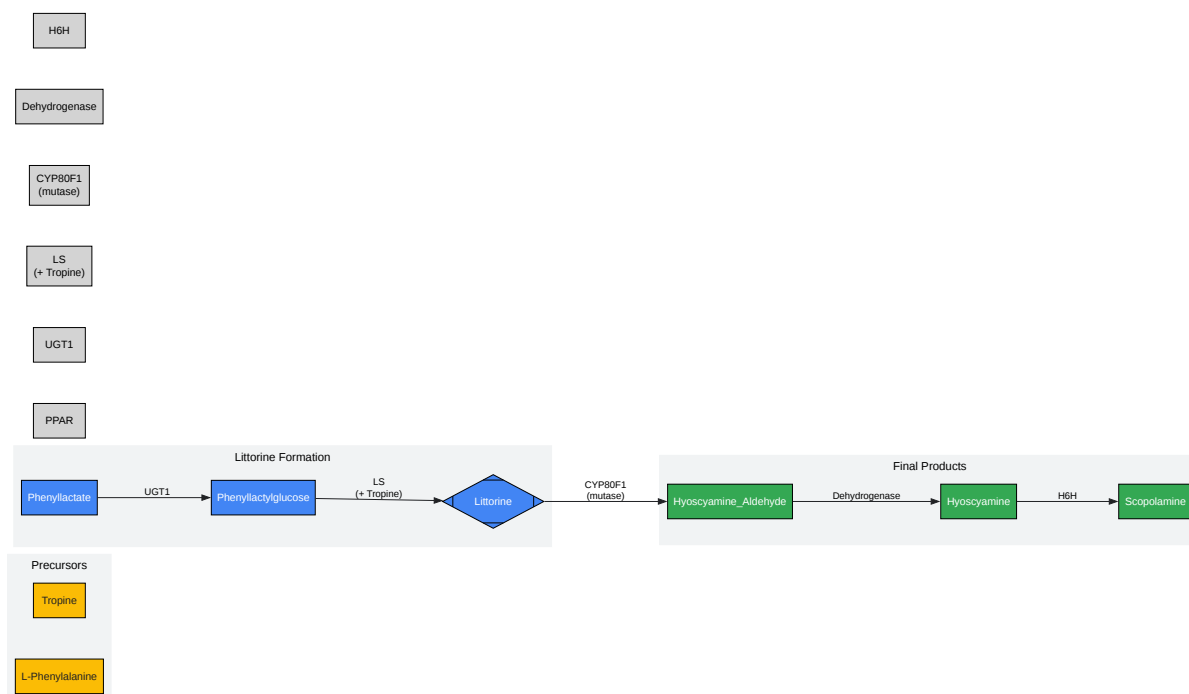 H6H
Dehydrogenase
CYP80F1
(mutase)
LS
(+ Tropine)
UGT1
PPAR
Littorine Formation
Phenyllactate
UGT1
Phenyllactylglucose
LS
(+ Tropine)
Littorine
CYP80F1
(mutase)
Final Products
Hyoscyamine_Aldehyde
Dehydrogenase
Hyoscyamine
H6H
Scopolamine
Precursors
Tropine
L-Phenylalanine